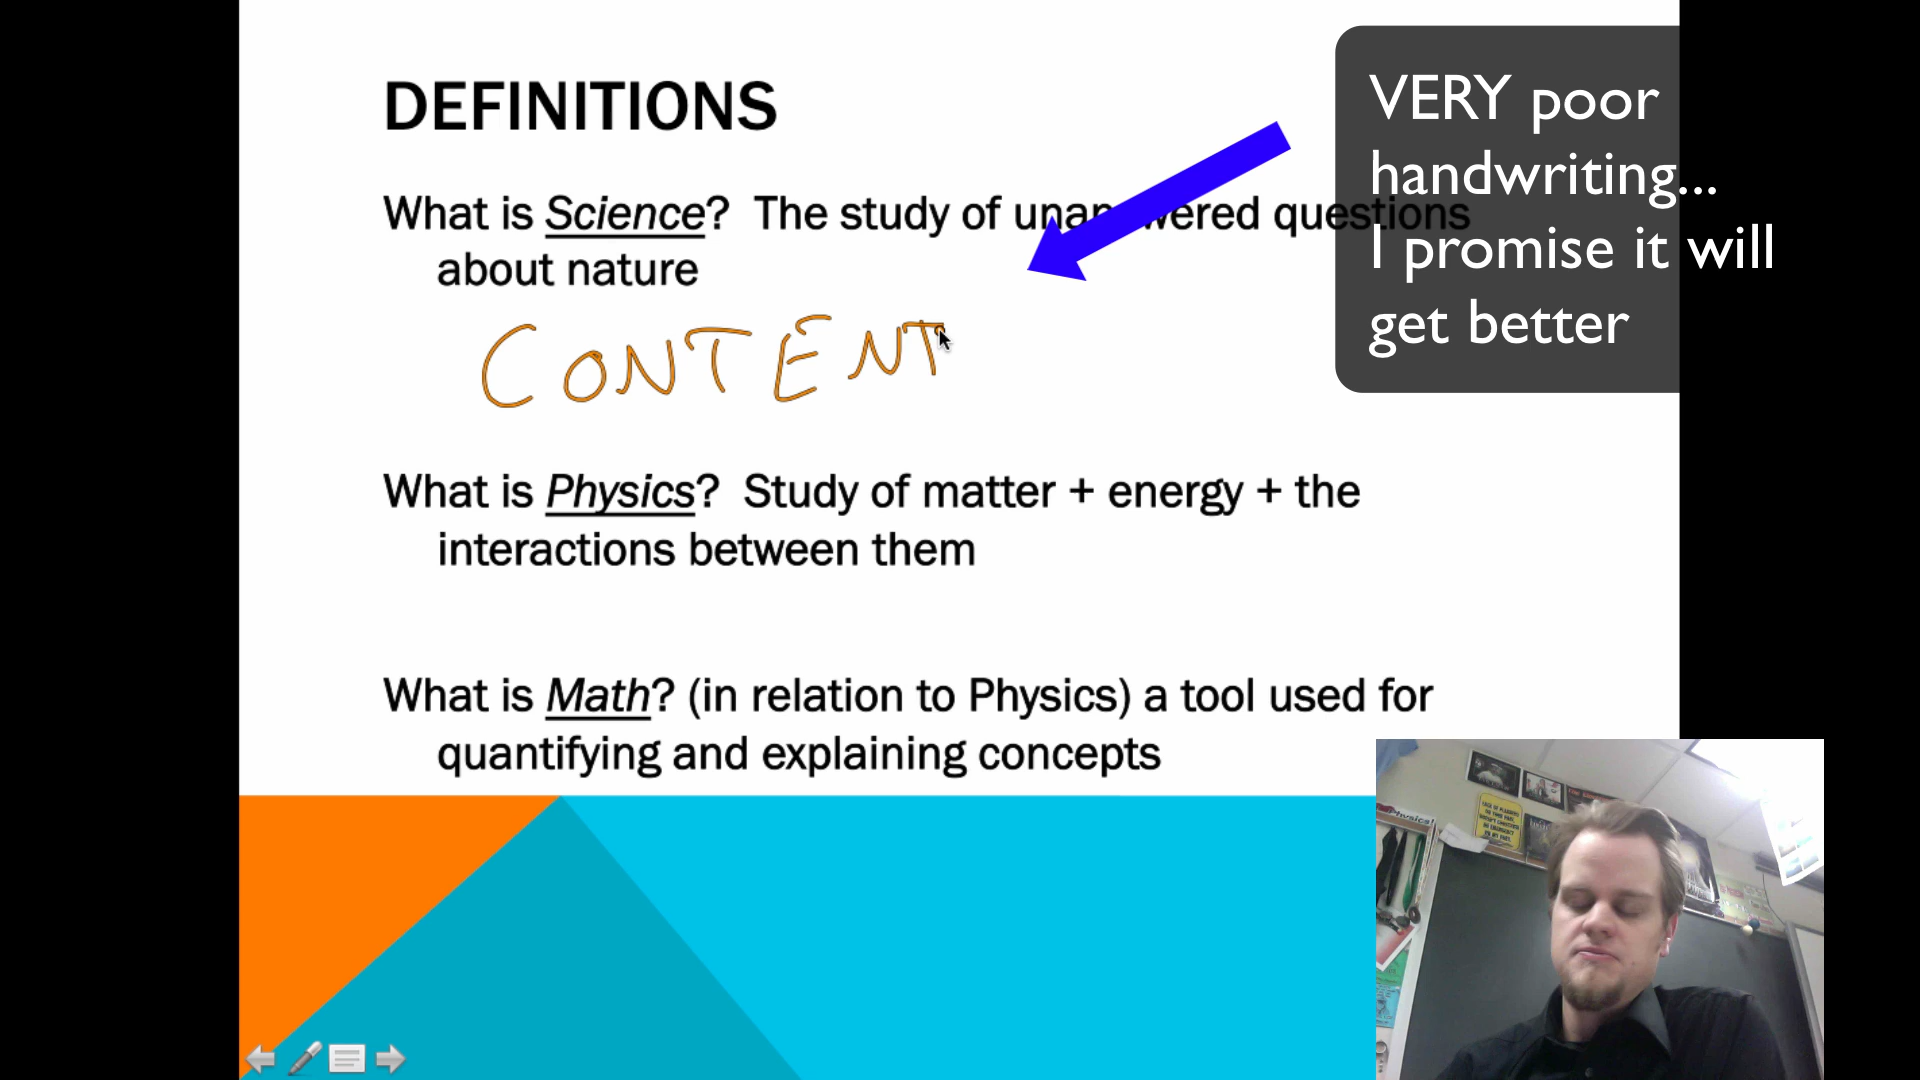 DEFINITIONS
What is Science? The study of unanswered questions
about nature
CONTENT
What is Physics? Study of matter + energy + the
interactions between them
What is Math? (in relation to Physics) a tool used for
quantifying and explaining concepts
VERY poor
handwriting...
I promise it will
get better
Physics!